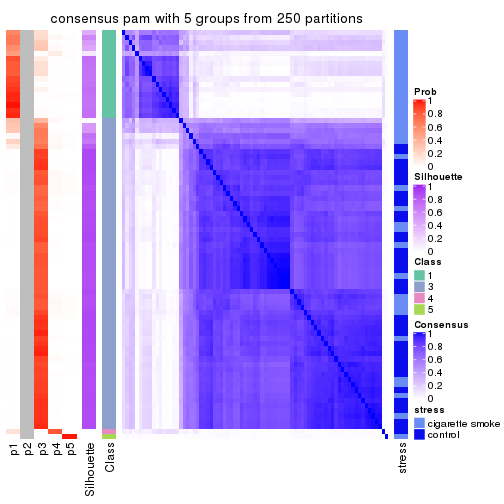 consensus pam with 5 groups from 250 partitions
Prob
1
0.8
0.6
0.4
0.2
0
Silhouette
1
0.8
0.6
0.4
0.2
0
Class
1
3
4
5
Consensus
1
0.8
0.6
0.4
0.2
0
stress
cigarette smoke
control
p1
p2
p3
p4
p5
Silhouette
Class
stress